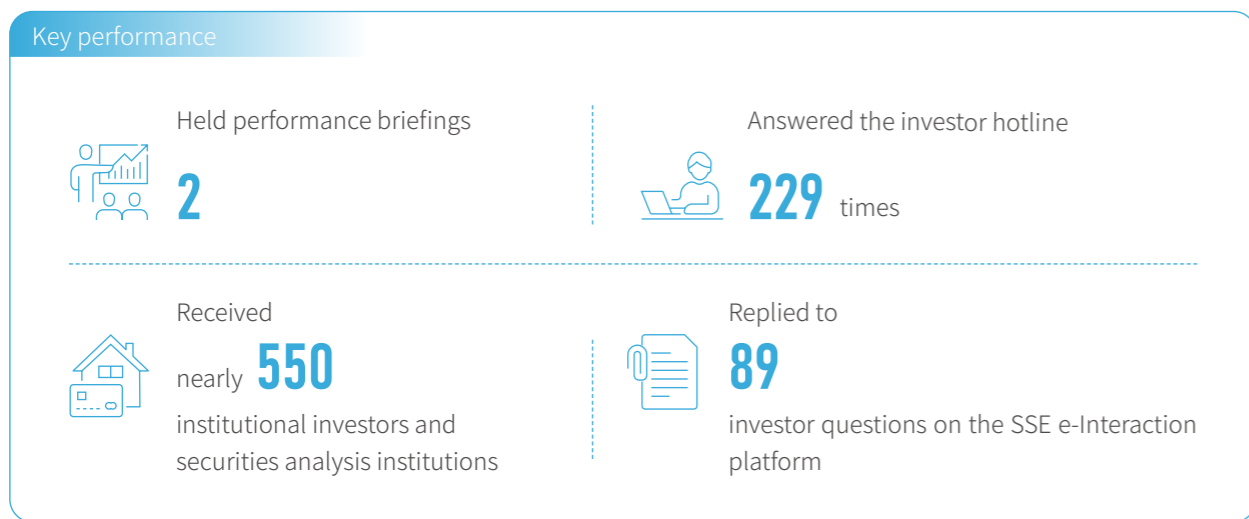 Key performance
Held performance briefings
2
Answered the investor hotline
229 times
Received
nearly 550
institutional investors and
securities analysis institutions
Replied to
89
investor questions on the SSE e-Interaction
platform